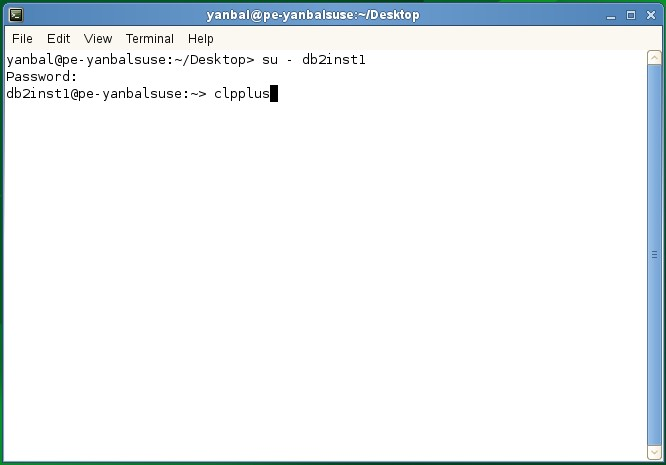 yanbal@pe-yanbalsuse:~/Desktop
File Edit View Terminal Help
yanbal@pe-yanbalsuse:~/Desktop> su - db2inst1
Password:
db2inst1@pe-yanbalsuse:~> clpplus